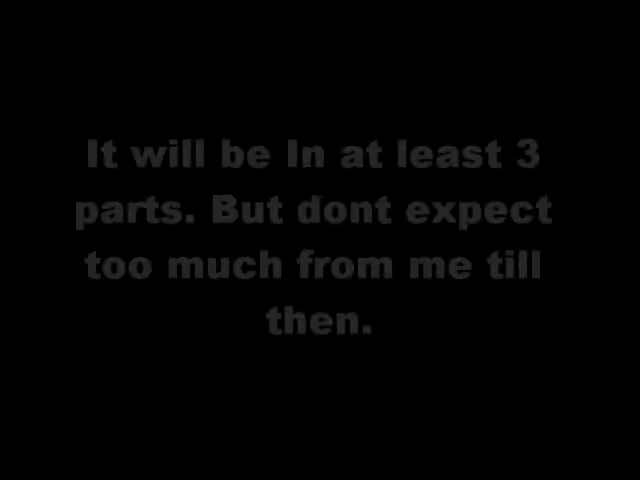 It will be In at least 3
parts. But dont expect
too much from me till
then.